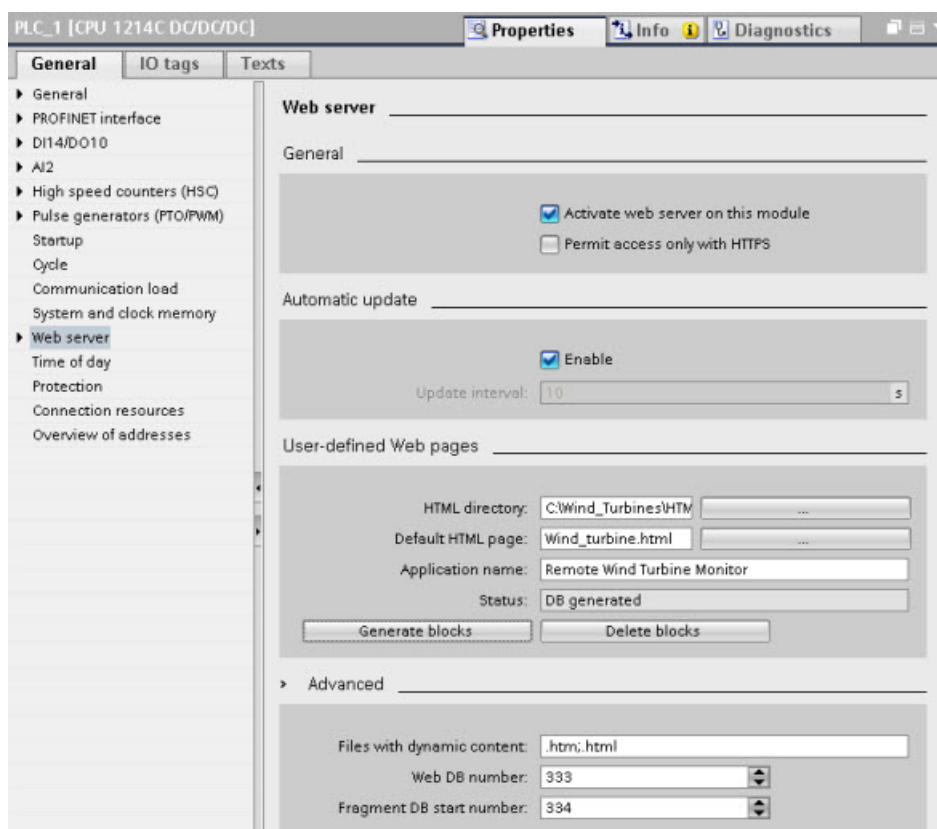 PLC_1 [CPU 1214C DC/DC/DC]
Properties
Info
Diagnostics
General
IO tags
Texts
General
PROFINET interface
DI14/DO10
AI2
High speed counters (HSC)
Pulse generators (PTO/PWM)
Startup
Cycle
Communication load
System and clock memory
Web server
Time of day
Protection
Connection resources
Overview of addresses
Web server
General
Activate web server on this module
Permit access only with HTTPS
Automatic update
Enable
Update interval: 10 s
User-defined Web pages
HTML directory: C:\Wind_Turbines\HTM ...
Default HTML page: Wind_turbine.html ...
Application name: Remote Wind Turbine Monitor
Status: DB generated
Generate blocks Delete blocks
Advanced
Files with dynamic content: .htm;.html
Web DB number: 333
Fragment DB start number: 334